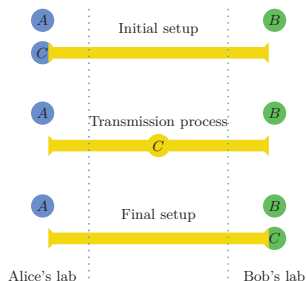 A Initial setup B
C
A B
Transmission process
C
A B
Final setup
C
Alice's lab Bob's lab